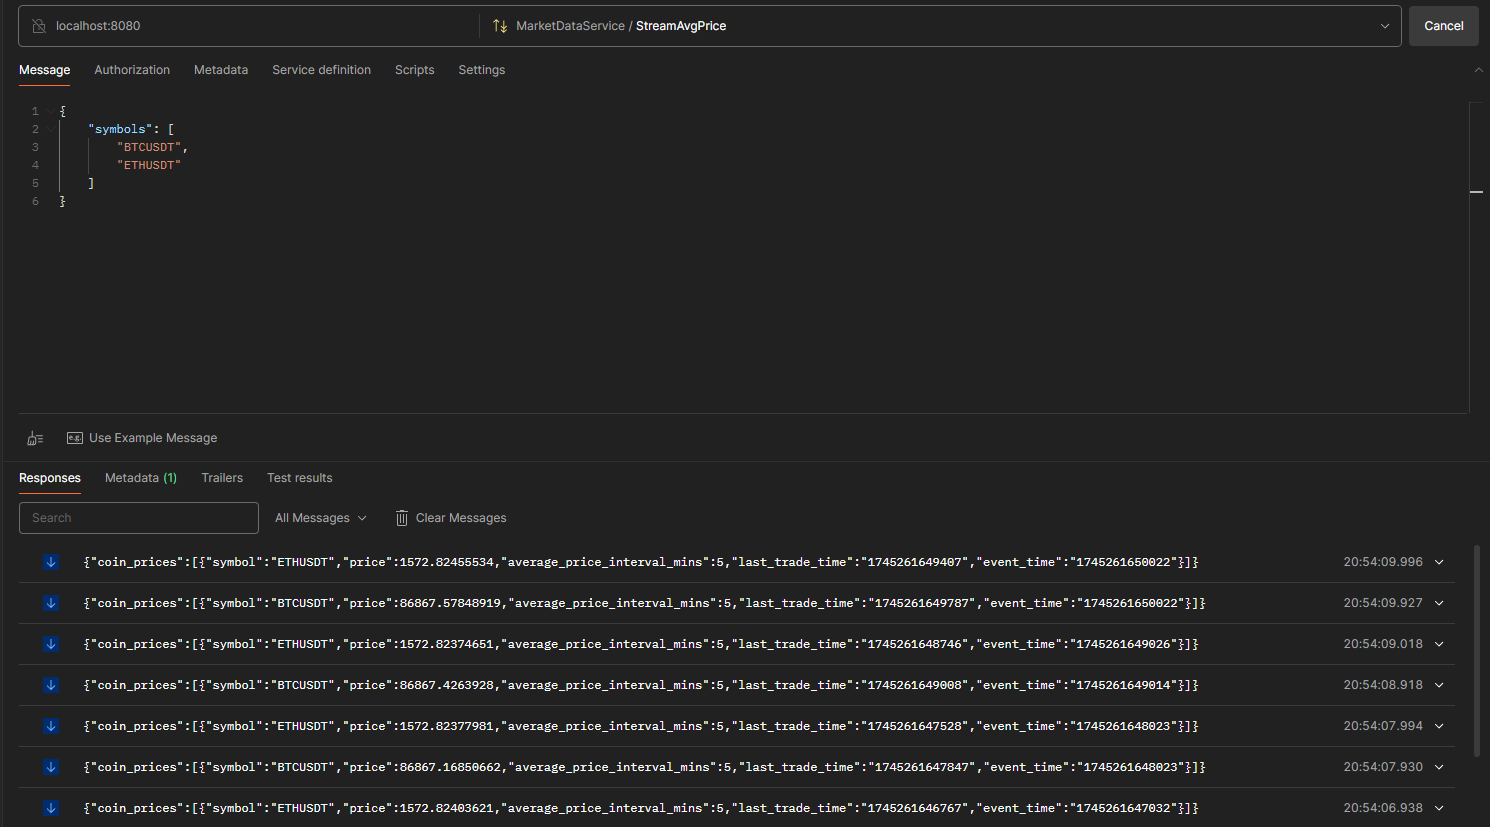 localhost:8080 MarketDataService / StreamAvgPrice Cancel
Message Authorization Metadata Service definition Scripts Settings
1 {
2 "symbols": [
3 "BTCUSDT",
4 "ETHUSDT"
5 ]
6 }
e.g. Use Example Message
Responses Metadata (1) Trailers Test results
Search All Messages Clear Messages
{"coin_prices":[{"symbol":"ETHUSDT","price":1572.82455534,"average_price_interval_mins":5,"last_trade_time":"1745261649407","event_time":"1745261650022"}]} 20:54:09.996
{"coin_prices":[{"symbol":"BTCUSDT","price":86867.57848919,"average_price_interval_mins":5,"last_trade_time":"1745261649787","event_time":"1745261650022"}]} 20:54:09.927
{"coin_prices":[{"symbol":"ETHUSDT","price":1572.82374651,"average_price_interval_mins":5,"last_trade_time":"1745261648746","event_time":"1745261649026"}]} 20:54:09.018
{"coin_prices":[{"symbol":"BTCUSDT","price":86867.4263928,"average_price_interval_mins":5,"last_trade_time":"1745261649008","event_time":"1745261649014"}]} 20:54:08.918
{"coin_prices":[{"symbol":"ETHUSDT","price":1572.82377981,"average_price_interval_mins":5,"last_trade_time":"1745261647528","event_time":"1745261648023"}]} 20:54:07.994
{"coin_prices":[{"symbol":"BTCUSDT","price":86867.16850662,"average_price_interval_mins":5,"last_trade_time":"1745261647847","event_time":"1745261648023"}]} 20:54:07.930
{"coin_prices":[{"symbol":"ETHUSDT","price":1572.82403621,"average_price_interval_mins":5,"last_trade_time":"1745261646767","event_time":"1745261647032"}]} 20:54:06.938